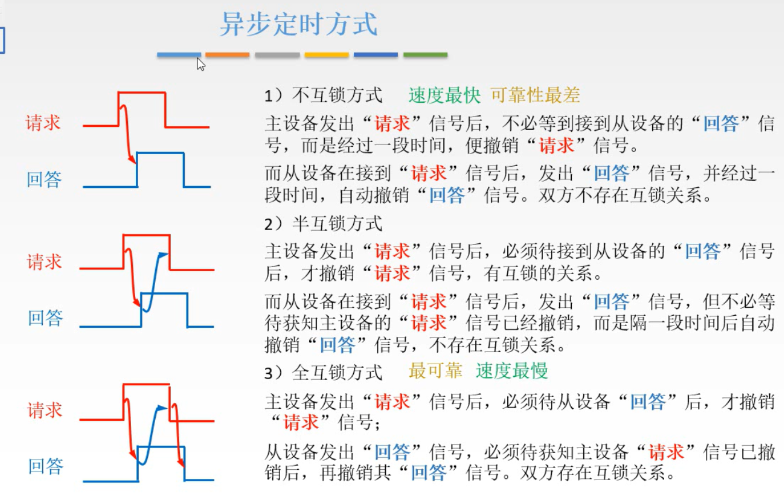 异步定时方式
请求
回答
1）不互锁方式 速度最快 可靠性最差
主设备发出“请求”信号后，不必等到接到从设备的“回答”信
号，而是经过一段时间，便撤销“请求”信号。
而从设备在接到“请求”信号后，发出“回答”信号，并经过一
段时间，自动撤销“回答”信号。双方不存在互锁关系。
请求
回答
2）半互锁方式
主设备发出“请求”信号后，必须待接到从设备的“回答”信号
后，才撤销“请求”信号，有互锁的关系。
而从设备在接到“请求”信号后，发出“回答”信号，但不必等
待获知主设备的“请求”信号已经撤销，而是隔一段时间后自动
撤销“回答”信号，不存在互锁关系。
请求
回答
3）全互锁方式 最可靠 速度最慢
主设备发出“请求”信号后，必须待从设备“回答”后，才撤销
“请求”信号；
从设备发出“回答”信号，必须待获知主设备“请求”信号已撤
销后，再撤销其“回答”信号。双方存在互锁关系。